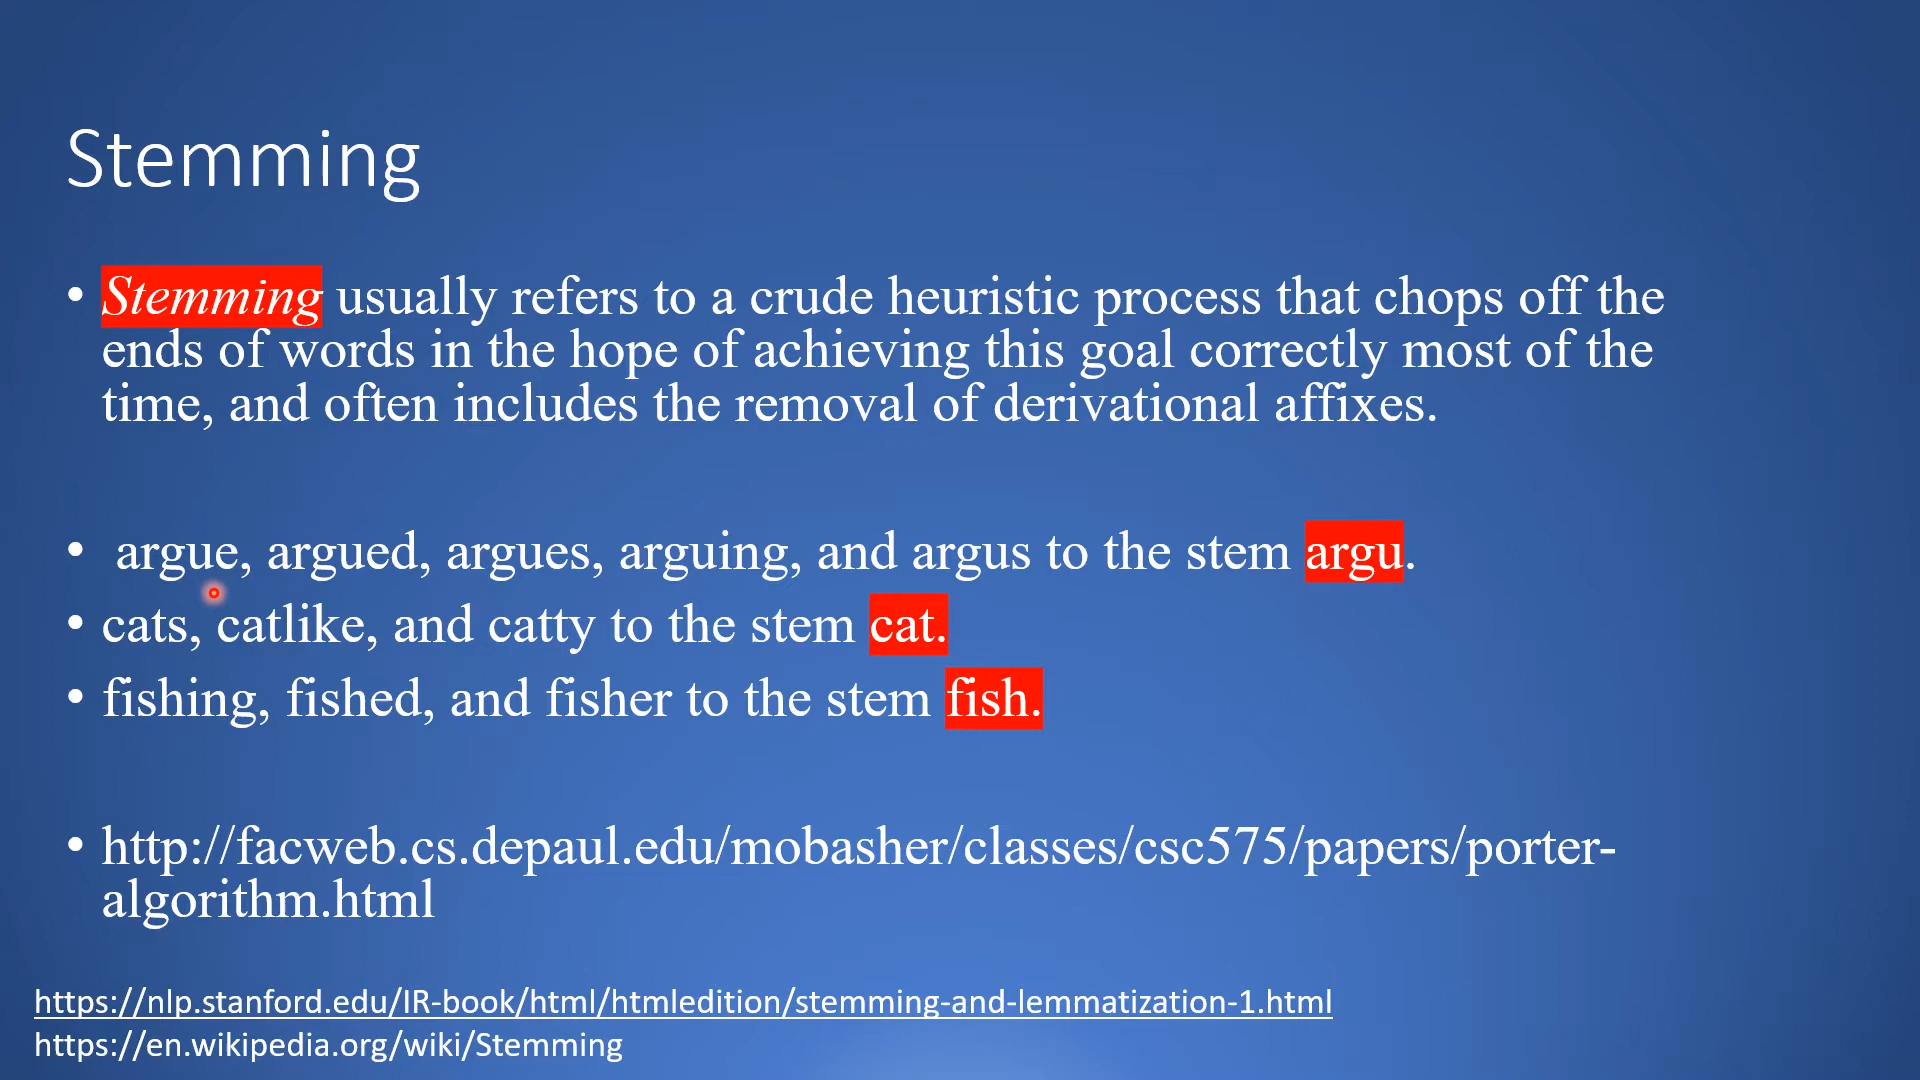 Stemming
• Stemming usually refers to a crude heuristic process that chops off the
ends of words in the hope of achieving this goal correctly most of the
time, and often includes the removal of derivational affixes.
• argue, argued, argues, arguing, and argus to the stem argu.
• cats, catlike, and catty to the stem cat.
• fishing, fished, and fisher to the stem fish.
• http://facweb.cs.depaul.edu/mobasher/classes/csc575/papers/porter-
algorithm.html
https://nlp.stanford.edu/IR-book/html/htmledition/stemming-and-lemmatization-1.html
https://en.wikipedia.org/wiki/Stemming